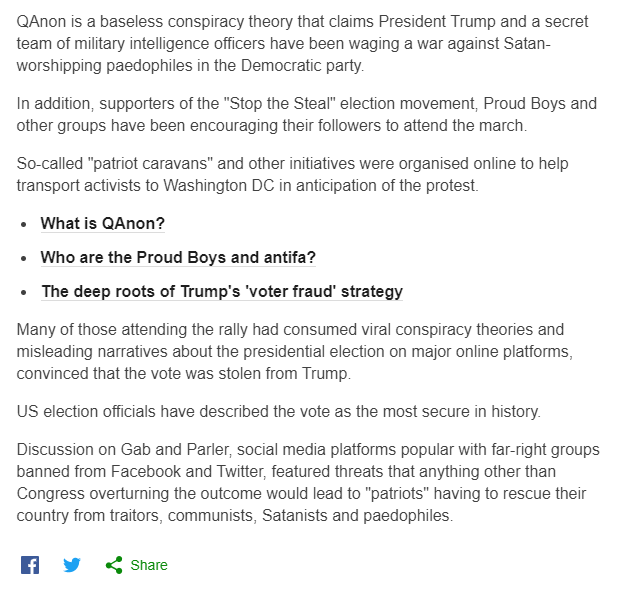 QAnon is a baseless conspiracy theory that claims President Trump and a secret
team of military intelligence officers have been waging a war against Satan-
worshipping paedophiles in the Democratic party.
In addition, supporters of the "Stop the Steal" election movement, Proud Boys and
other groups have been encouraging their followers to attend the march.
So-called "patriot caravans" and other initiatives were organised online to help
transport activists to Washington DC in anticipation of the protest.
• What is QAnon?
• Who are the Proud Boys and antifa?
• The deep roots of Trump's 'voter fraud' strategy
Many of those attending the rally had consumed viral conspiracy theories and
misleading narratives about the presidential election on major online platforms,
convinced that the vote was stolen from Trump.
US election officials have described the vote as the most secure in history.
Discussion on Gab and Parler, social media platforms popular with far-right groups
banned from Facebook and Twitter, featured threats that anything other than
Congress overturning the outcome would lead to "patriots" having to rescue their
country from traitors, communists, Satanists and paedophiles.
Share